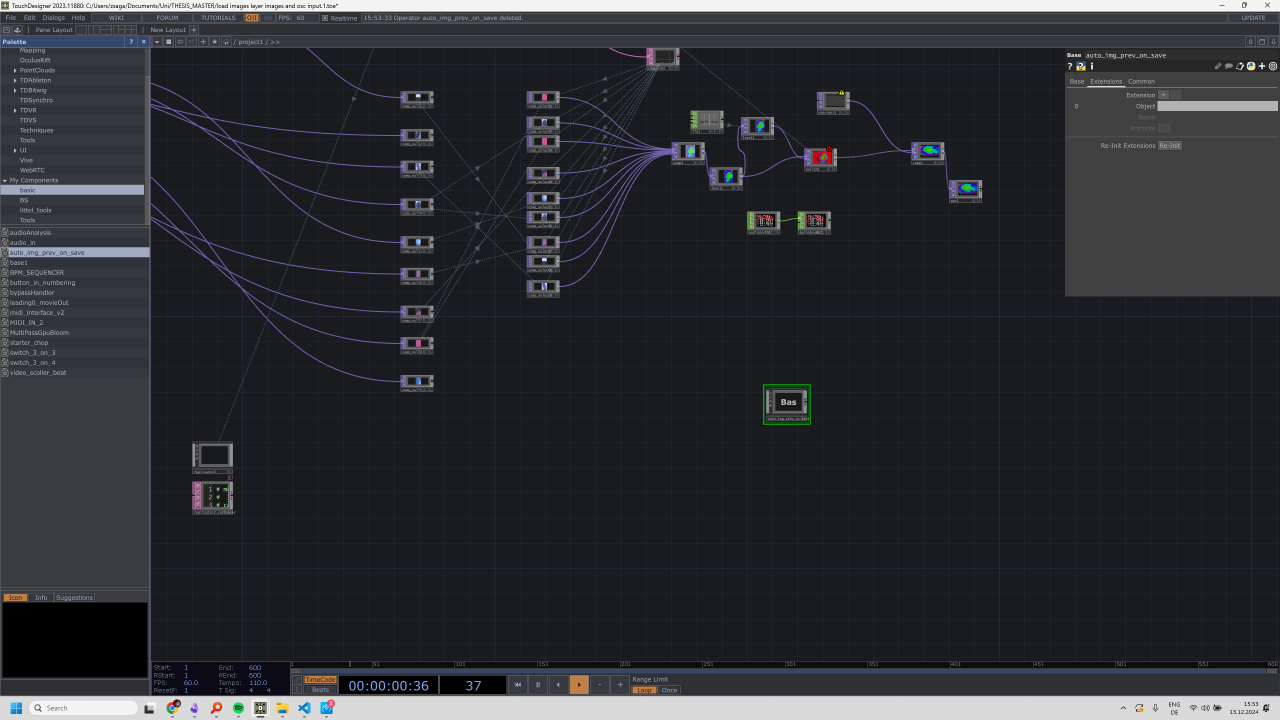 TouchDesigner 2023.11880: C:/Users/zsaga/Documents/Uni/THESIS_MASTER/load images layer images and osc input.1.toe*
File Edit Dialogs Help WIKI FORUM TUTORIALS O|I FPS: 60 Realtime 15:53:33 Operator auto_img_prev_on_save deleted. UPDATE
Pane Layout New Layout +
Palette ? x
/ project1 / >>
Mapping
OculusRift
PointClouds
TDAbleton
TDBitwig
TDSynchro
TDVR
TDVS
Techniques
Tools
UI
Vive
WebRTC
My Components
basic
BS
littel_tools
Tools
audioAnalysis
audio_in
auto_img_prev_on_save
base1
BPM_SEQUENCER
button_in_numbering
bypassHandler
leading0_movieOut
midi_interface_v2
MIDI_IN_2
MultiPassGpuBloom
starter_chop
switch_3_on_3
switch_3_on_4
video_scoller_beat
Icon Info Suggestions
Bas
1 #
2 #
3 #
Base auto_img_prev_on_save
Base Extensions Common
Extension +
0 Object
Name
Promote
Re-Init Extensions Re-Init
Start: 1 End: 600
RStart: 1 REnd: 600
FPS: 60.0 Tempo: 110.0
ResetF: 1 T Sig: 4 4
1 51 101 151 201 251 301 351 401 451 501 551 600
TimeCode
Beats
00:00:00:36 37
Range Limit
Loop Once
Search
ENG
DE
15:53
13.12.2024